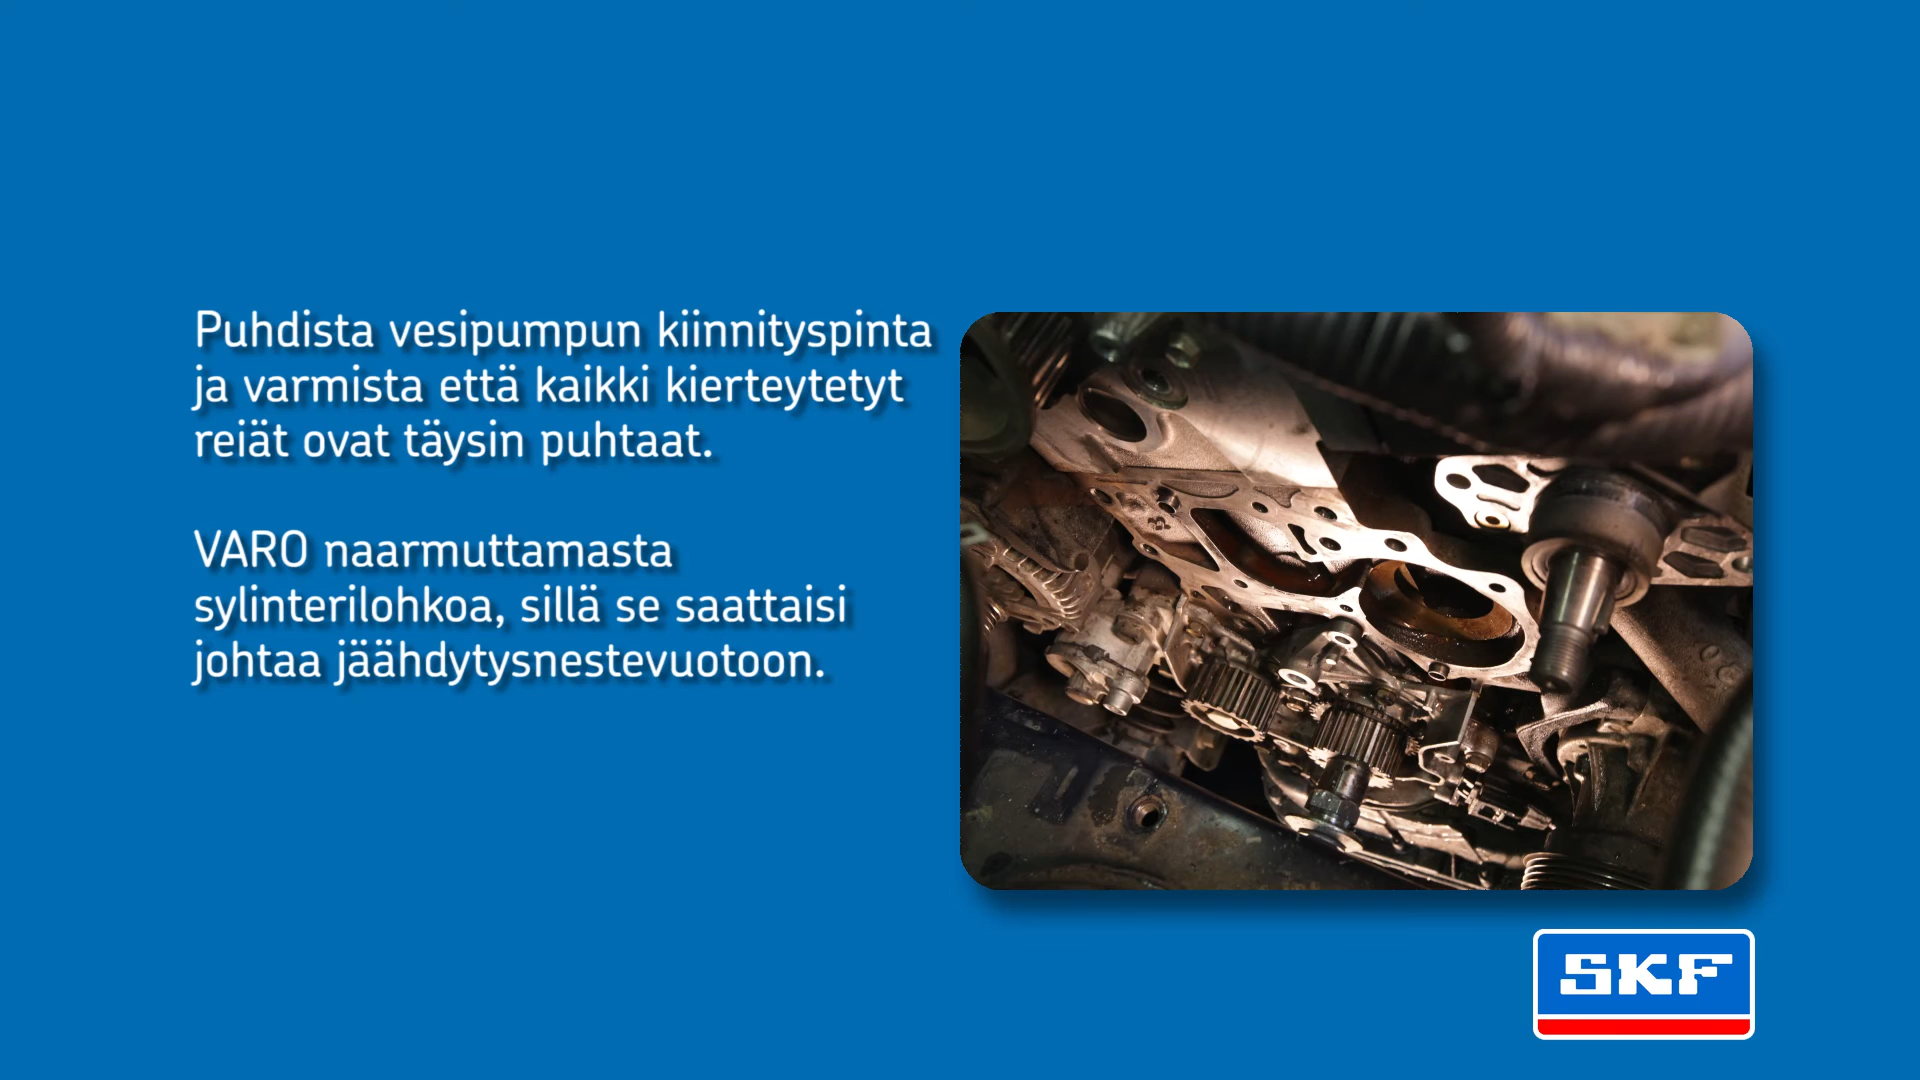 Puhdista vesipumpun kiinnityspinta
ja varmista että kaikki kierteytetyt
reiät ovat täysin puhtaat.
VARO naarmuttamasta
sylinterilohkoa, sillä se saattaisi
johtaa jäähdytysnestevuotoon.
SKF